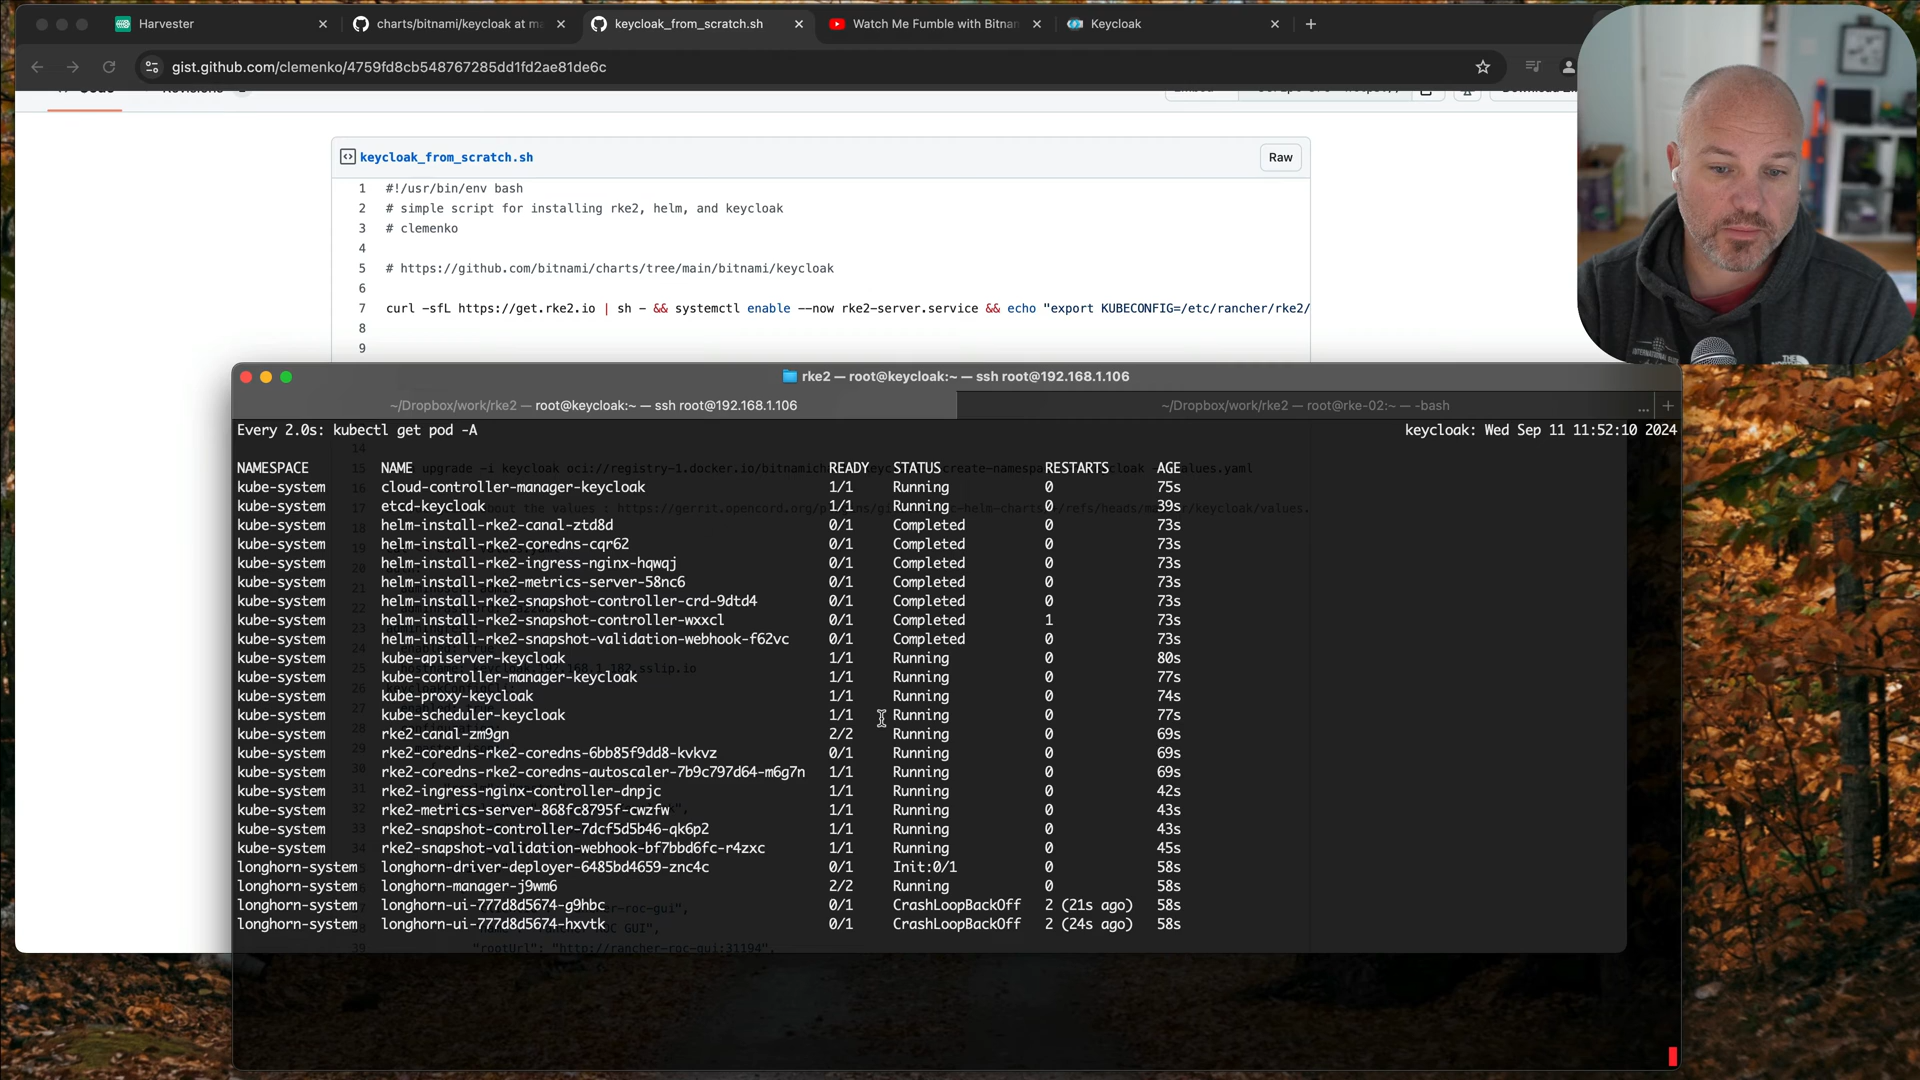 Harvester
charts/bitnami/keycloak at ma
keycloak_from_scratch.sh
Watch Me Fumble with Bitnam
Keycloak
gist.github.com/clemenko/4759fd8cb548767285dd1fd2ae81de6c
keycloak_from_scratch.sh
Raw
1 #!/usr/bin/env bash
2 # simple script for installing rke2, helm, and keycloak
3 # clemenko
4
5 # https://github.com/bitnami/charts/tree/main/bitnami/keycloak
6
7 curl -sfL https://get.rke2.io | sh - && systemctl enable --now rke2-server.service && echo "export KUBECONFIG=/etc/rancher/rke2/
8
9
rke2 — root@keycloak:~ — ssh root@192.168.1.106
~/Dropbox/work/rke2 — root@keycloak:~ — ssh root@192.168.1.106
~/Dropbox/work/rke2 — root@rke-02:~ — -bash
Every 2.0s: kubectl get pod -A
keycloak: Wed Sep 11 11:52:10 2024
NAMESPACE NAME READY STATUS RESTARTS AGE
kube-system cloud-controller-manager-keycloak 1/1 Running 0 75s
kube-system etcd-keycloak 1/1 Running 0 39s
kube-system helm-install-rke2-canal-ztd8d 0/1 Completed 0 73s
kube-system helm-install-rke2-coredns-cqr62 0/1 Completed 0 73s
kube-system helm-install-rke2-ingress-nginx-hqwqj 0/1 Completed 0 73s
kube-system helm-install-rke2-metrics-server-58nc6 0/1 Completed 0 73s
kube-system helm-install-rke2-snapshot-controller-crd-9dtd4 0/1 Completed 0 73s
kube-system helm-install-rke2-snapshot-controller-wxxcl 0/1 Completed 1 73s
kube-system helm-install-rke2-snapshot-validation-webhook-f62vc 0/1 Completed 0 73s
kube-system kube-apiserver-keycloak 1/1 Running 0 80s
kube-system kube-controller-manager-keycloak 1/1 Running 0 77s
kube-system kube-proxy-keycloak 1/1 Running 0 74s
kube-system kube-scheduler-keycloak 1/1 Running 0 77s
kube-system rke2-canal-zm9gn 2/2 Running 0 69s
kube-system rke2-coredns-rke2-coredns-6bb85f9dd8-kvkvz 0/1 Running 0 69s
kube-system rke2-coredns-rke2-coredns-autoscaler-7b9c797d64-m6g7n 1/1 Running 0 69s
kube-system rke2-ingress-nginx-controller-dnpjc 1/1 Running 0 42s
kube-system rke2-metrics-server-868fc8795f-cwzfw 1/1 Running 0 43s
kube-system rke2-snapshot-controller-7dcf5d5b46-qk6p2 1/1 Running 0 43s
kube-system rke2-snapshot-validation-webhook-bf7bbd6fc-r4zxc 1/1 Running 0 45s
longhorn-system longhorn-driver-deployer-6485bd4659-znc4c 0/1 Init:0/1 0 58s
longhorn-system longhorn-manager-j9wm6 2/2 Running 0 58s
longhorn-system longhorn-ui-777d8d5674-g9hbc 0/1 CrashLoopBackOff 2 (21s ago) 58s
longhorn-system longhorn-ui-777d8d5674-hxvtk 0/1 CrashLoopBackOff 2 (24s ago) 58s